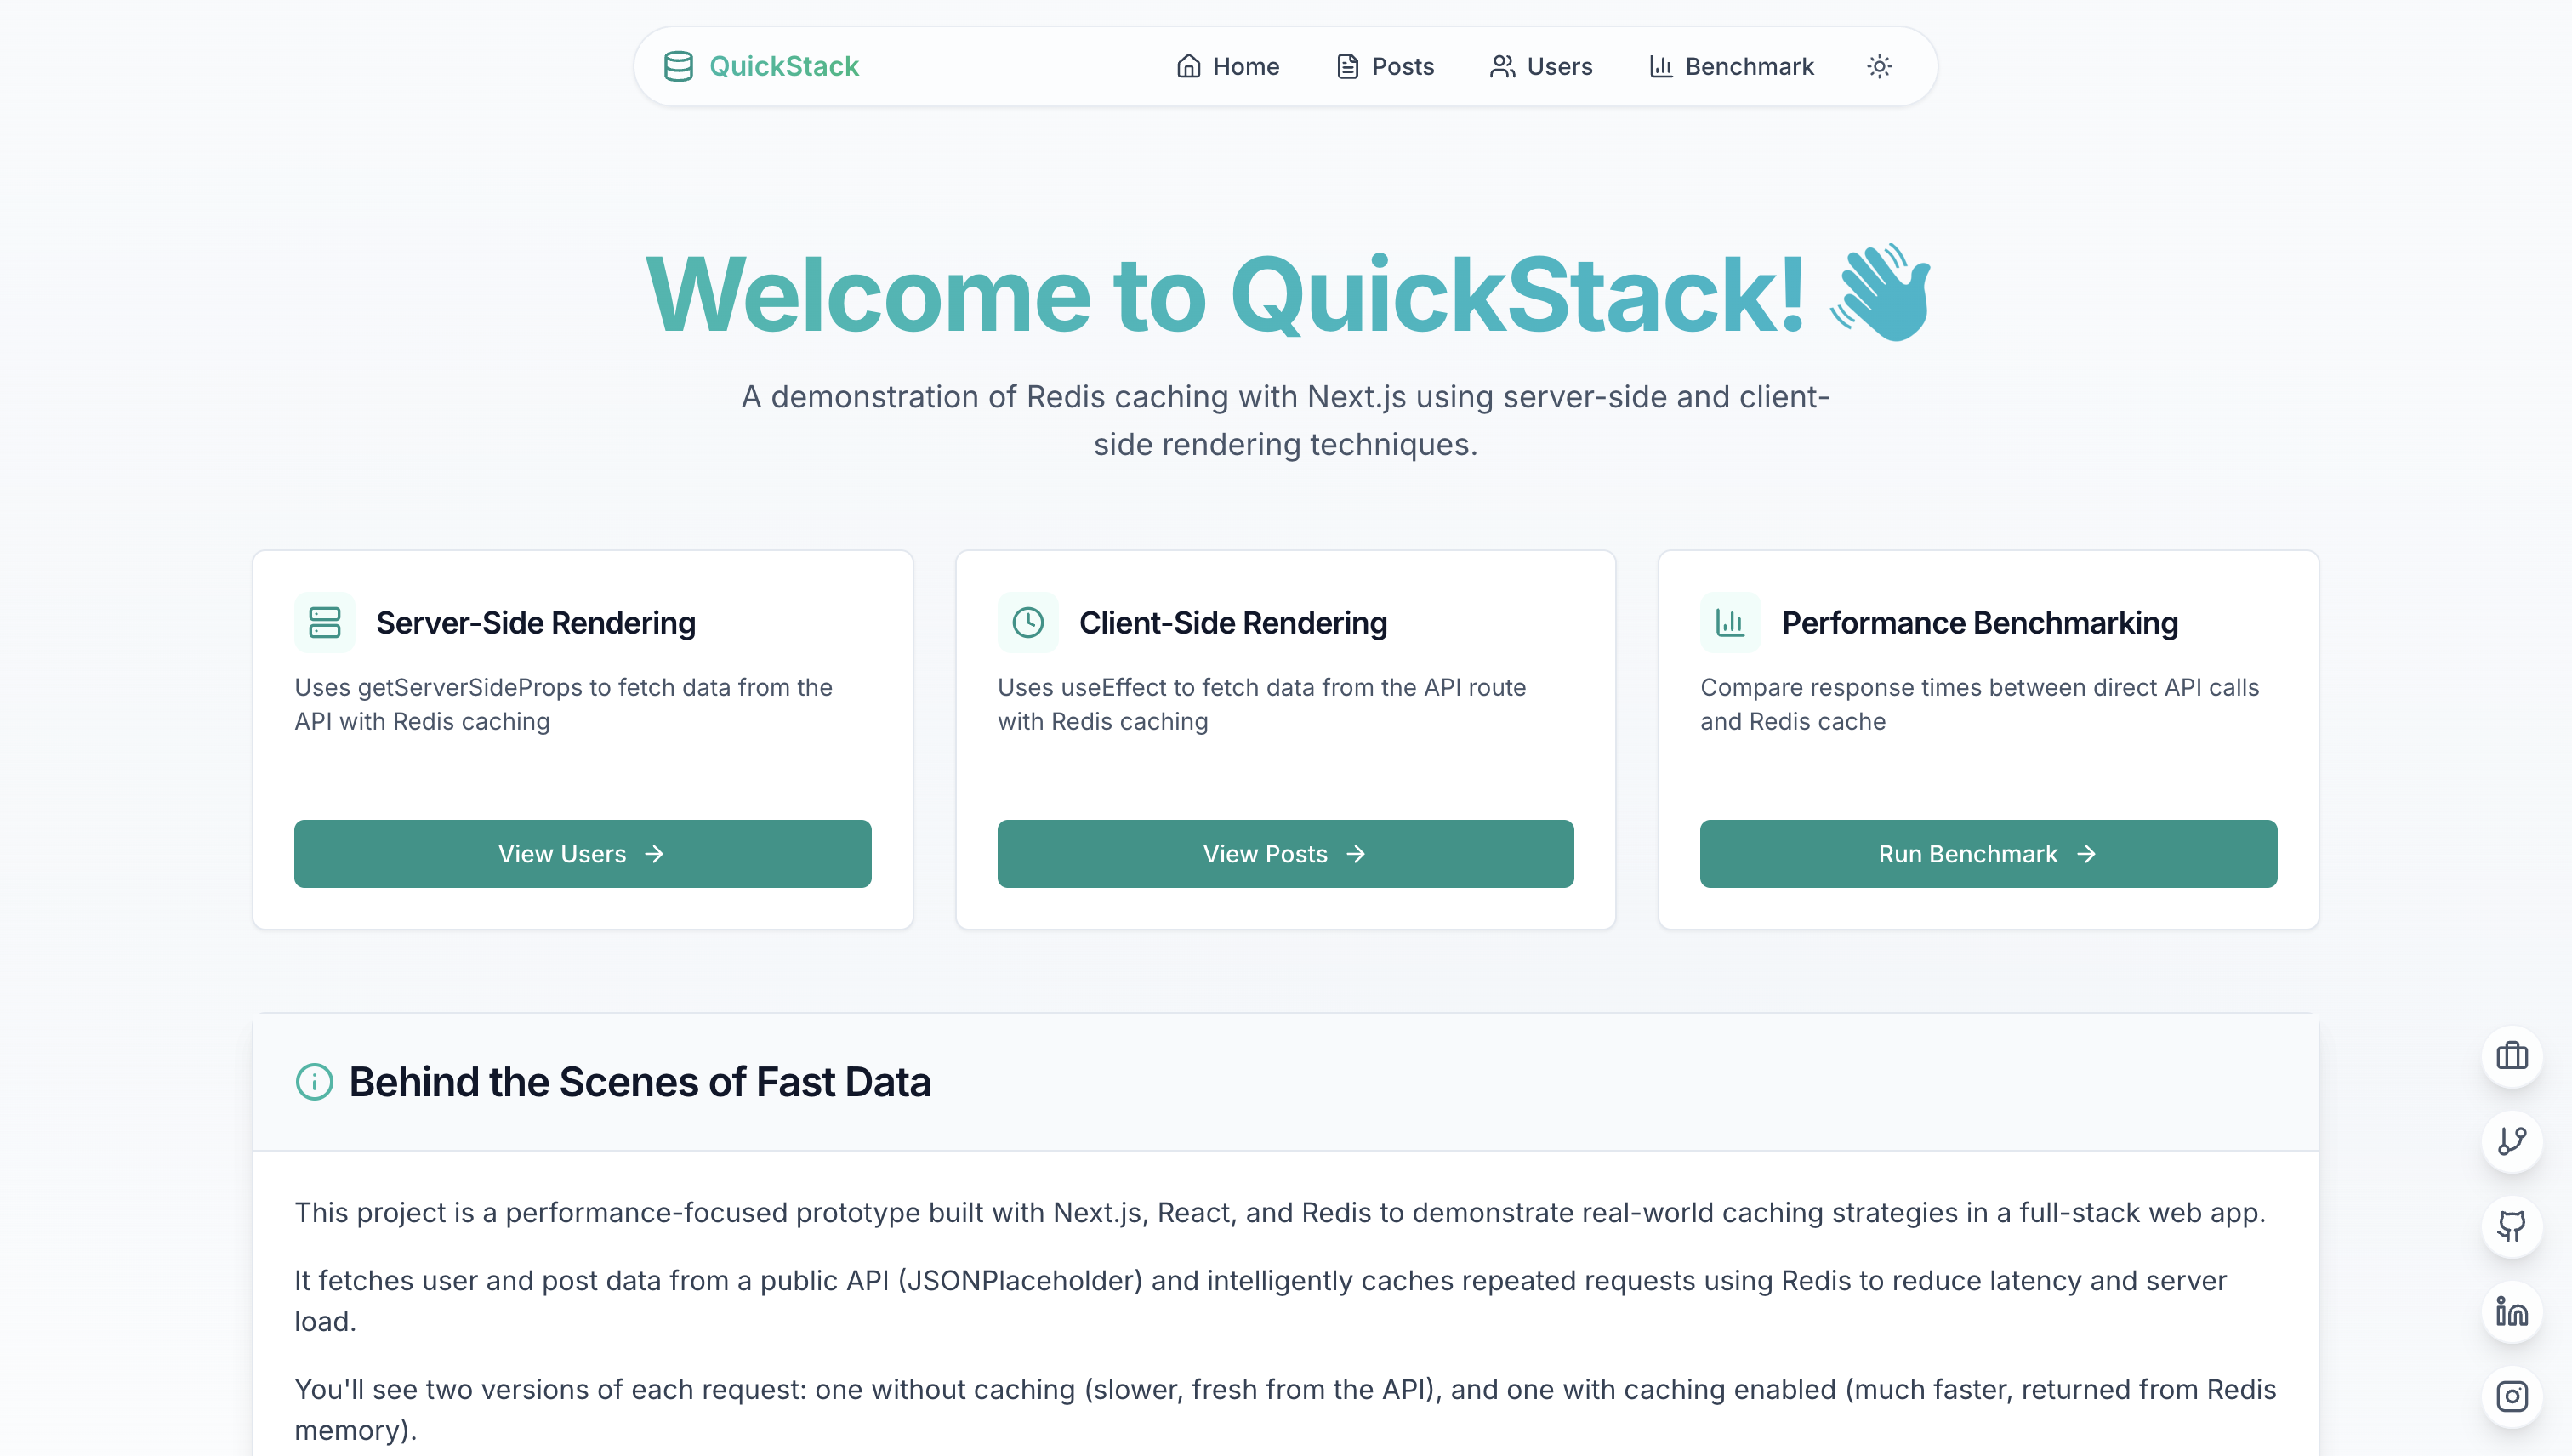 QuickStack
Home
Posts
Users
Benchmark
Welcome to QuickStack! 👋
A demonstration of Redis caching with Next.js using server-side and client-
side rendering techniques.
Server-Side Rendering
Uses getServerSideProps to fetch data from the
API with Redis caching
View Users →
Client-Side Rendering
Uses useEffect to fetch data from the API route
with Redis caching
View Posts →
Performance Benchmarking
Compare response times between direct API calls
and Redis cache
Run Benchmark →
Behind the Scenes of Fast Data
This project is a performance-focused prototype built with Next.js, React, and Redis to demonstrate real-world caching strategies in a full-stack web app.
It fetches user and post data from a public API (JSONPlaceholder) and intelligently caches repeated requests using Redis to reduce latency and server
load.
You'll see two versions of each request: one without caching (slower, fresh from the API), and one with caching enabled (much faster, returned from Redis
memory).